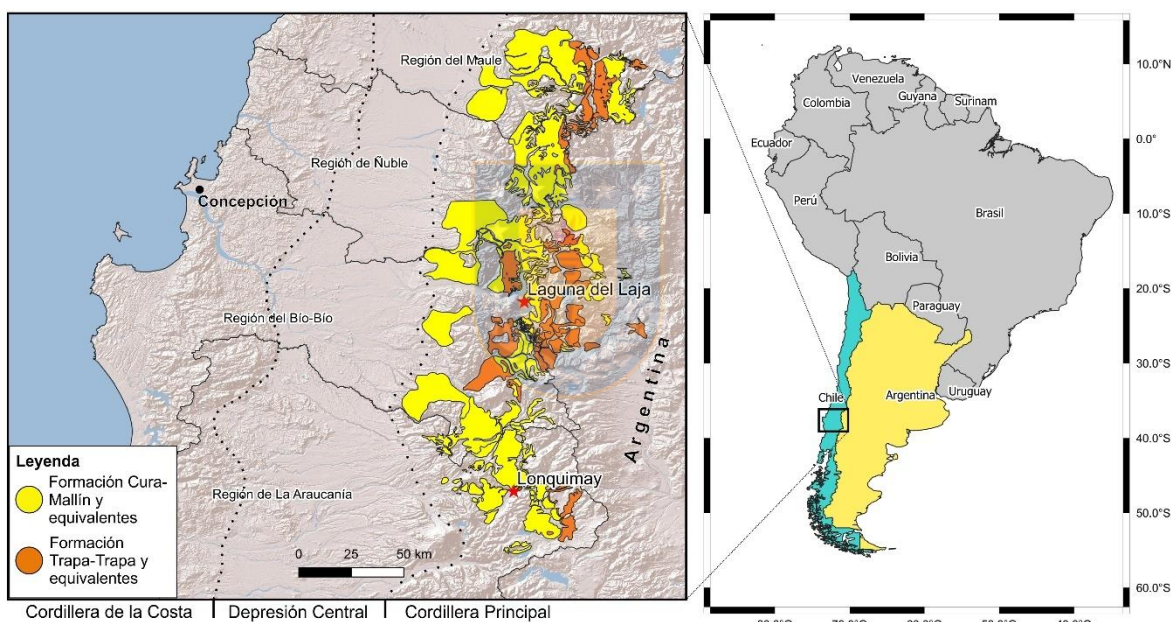 Región del Maule
Región de Ñuble
Concepción
Laguna del Laja
Región del Bío-Bío
Argentina
Leyenda
Formación Cura-
Mallín y
equivalentes
Formación
Trapa-Trapa y
equivalentes
Lonquimay
Región de La Araucanía
0 25 50 km
Cordillera de la Costa Depresión Central Cordillera Principal
Venezuela
Guyana
Surinam
Colombia
Ecuador
Perú
Brasil
Bolivia
Paraguay
Chile
Argentina
Uruguay
10.0°N
0.0°
10.0°S
20.0°S
30.0°S
40.0°S
50.0°S
60.0°S